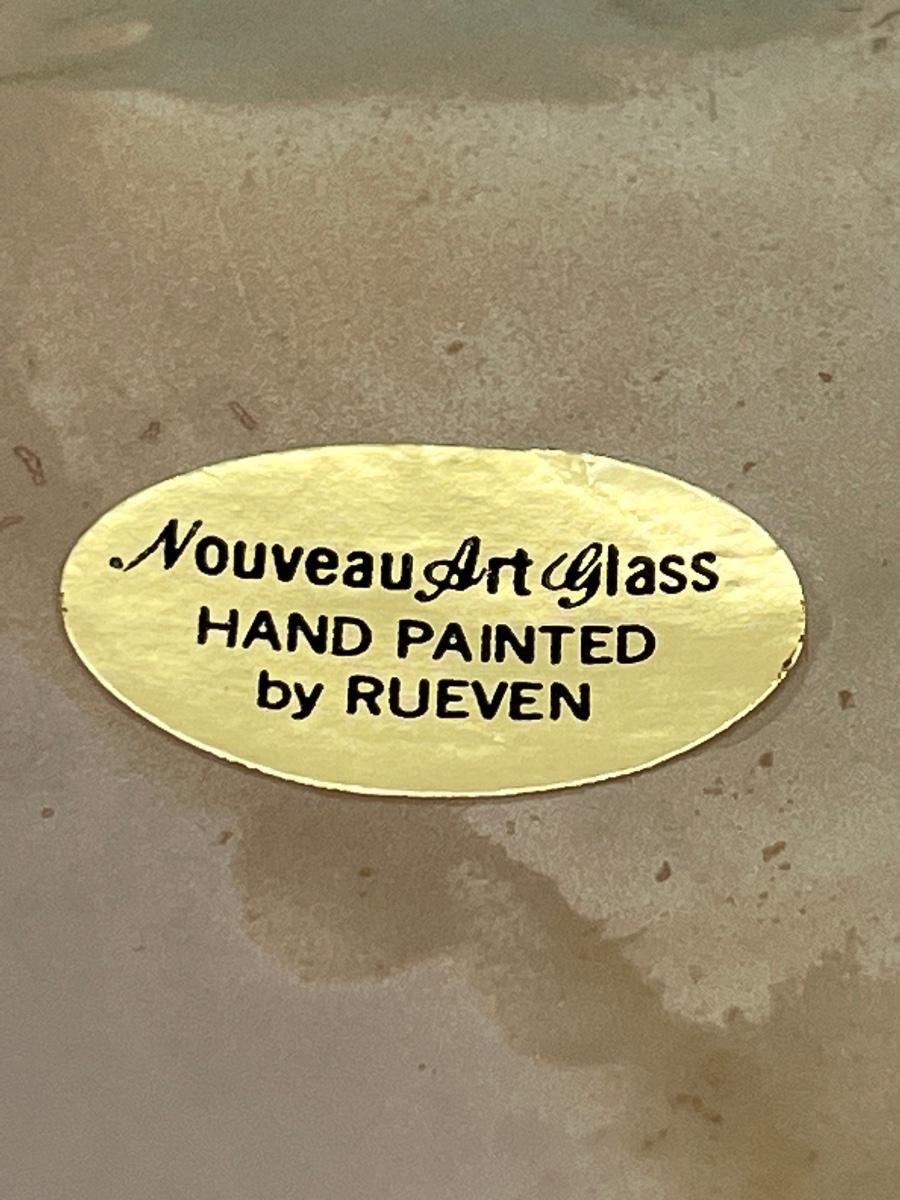 Nouveau Art Glass
HAND PAINTED
by RUEVEN